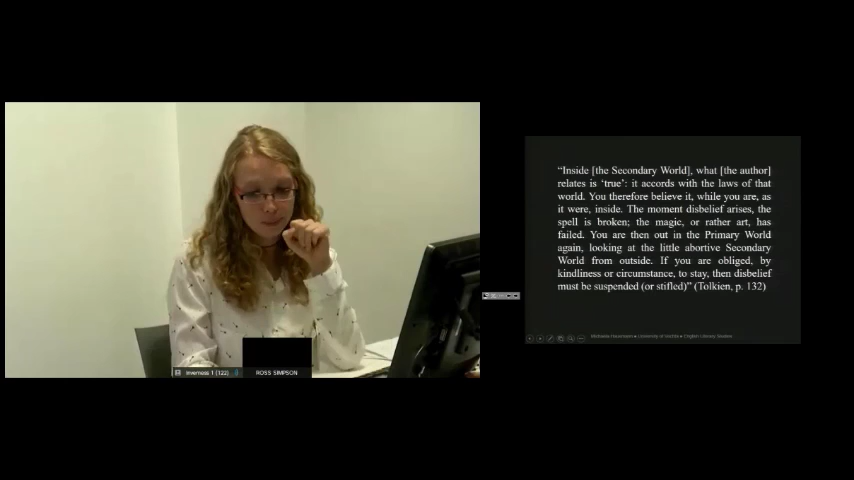 “Inside [the Secondary World], what [the author]
relates is ‘true’: it accords with the laws of that
world. You therefore believe it, while you are, as
it were, inside. The moment disbelief arises, the
spell is broken; the magic, or rather art, has
failed. You are then out in the Primary World
again, looking at the little abortive Secondary
World from outside. If you are obliged, by
kindliness or circumstance, to stay, then disbelief
must be suspended (or stifled)” (Tolkien, p. 132)
University of
Inverness 1 (122)
ROSS SIMPSON